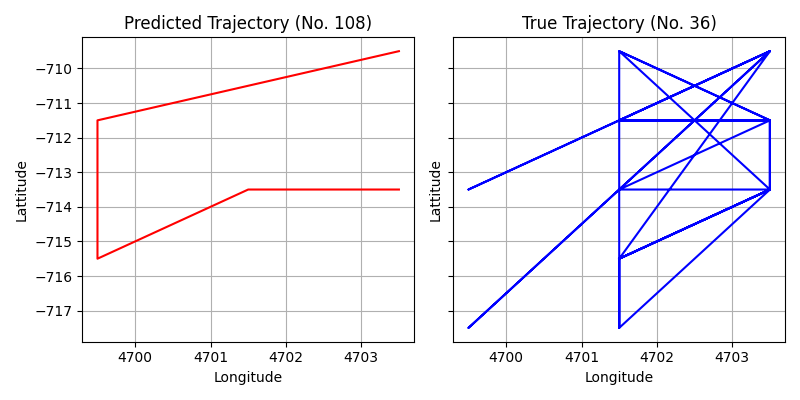 Predicted Trajectory (No. 108)
True Trajectory (No. 36)
Lattitude
−710
−711
−712
−713
−714
−715
−716
−717
4700
4701
4702
4703
Longitude
Lattitude
4700
4701
4702
4703
Longitude